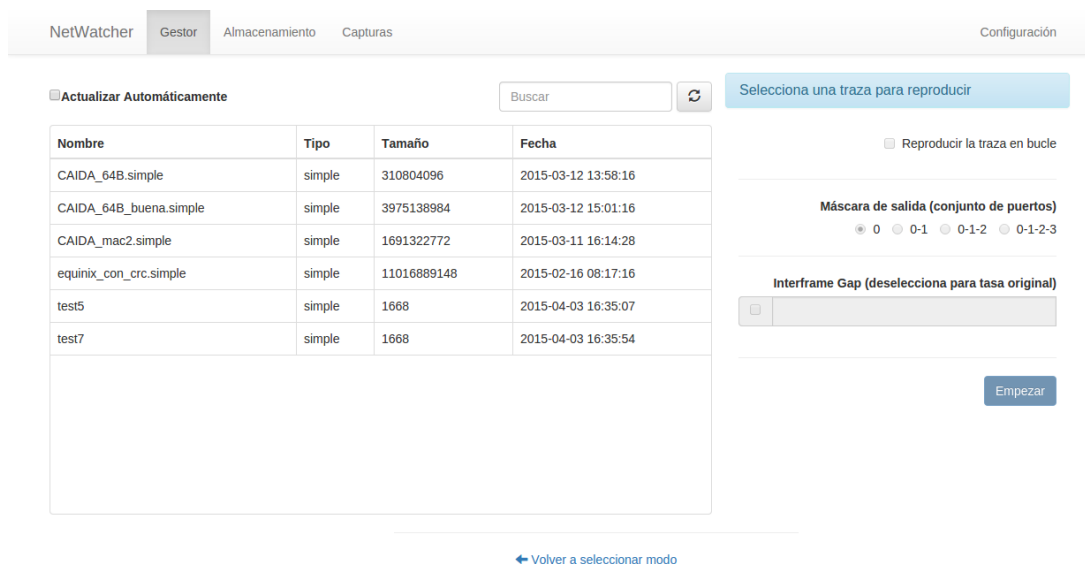 NetWatcher Gestor Almacenamiento Capturas Configuración
Actualizar Automáticamente Buscar
Nombre Tipo Tamaño Fecha
CAIDA_64B.simple simple 310804096 2015-03-12 13:58:16
CAIDA_64B_buena.simple simple 3975138984 2015-03-12 15:01:16
CAIDA_mac2.simple simple 1691322772 2015-03-11 16:14:28
equinix_con_crc.simple simple 11016889148 2015-02-16 08:17:16
test5 simple 1668 2015-04-03 16:35:07
test7 simple 1668 2015-04-03 16:35:54
Selecciona una traza para reproducir
Reproducir la traza en bucle
Máscara de salida (conjunto de puertos)
0 0-1 0-1-2 0-1-2-3
Interframe Gap (deselecciona para tasa original)
Empezar
Volver a seleccionar modo